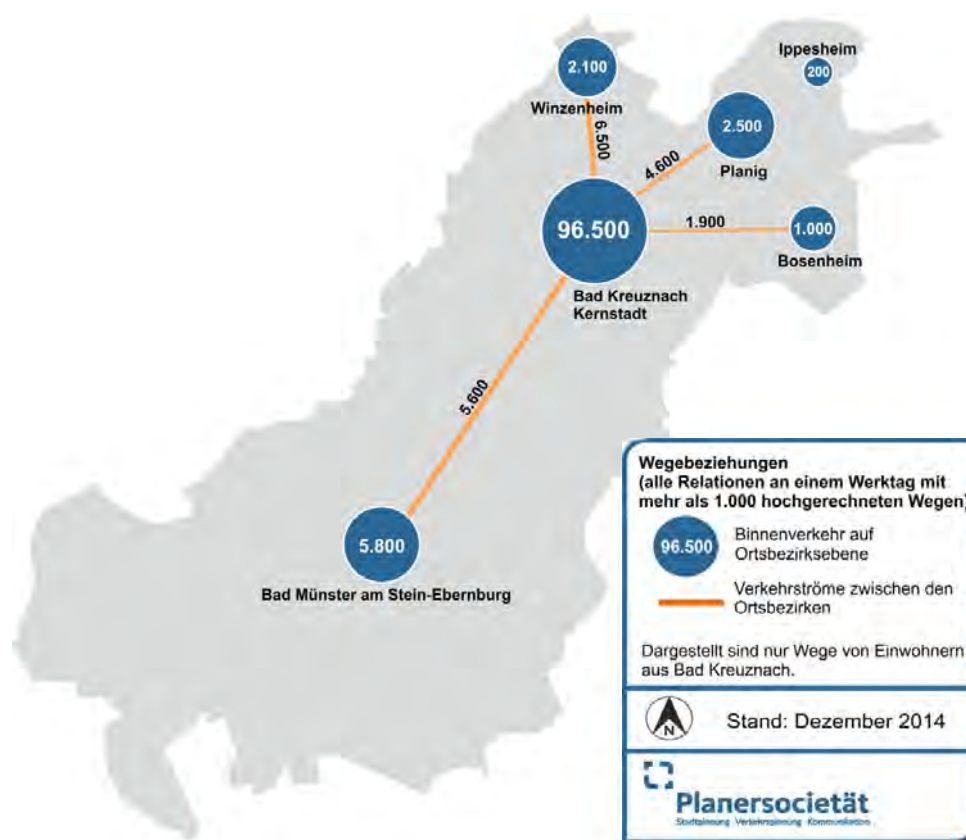 Ippesheim
200
2.100
Winzenheim
2.500
Planig
6.500
4.600
96.500
1.900
1.000
Bosenheim
Bad Kreuznach
Kernstadt
5.600
5.800
Bad Münster am Stein-Ebernburg
Wegebeziehungen
(alle Relationen an einem Werktag mit
mehr als 1.000 hochgerechneten Wegen)
96.500
Binnenverkehr auf
Ortsbezirksebene
Verkehrströme zwischen den
Ortsbezirken
Dargestellt sind nur Wege von Einwohnern
aus Bad Kreuznach.
N
Stand: Dezember 2014
Planersocietät
Stadtplanung Verkehrsplanung Kommunikation